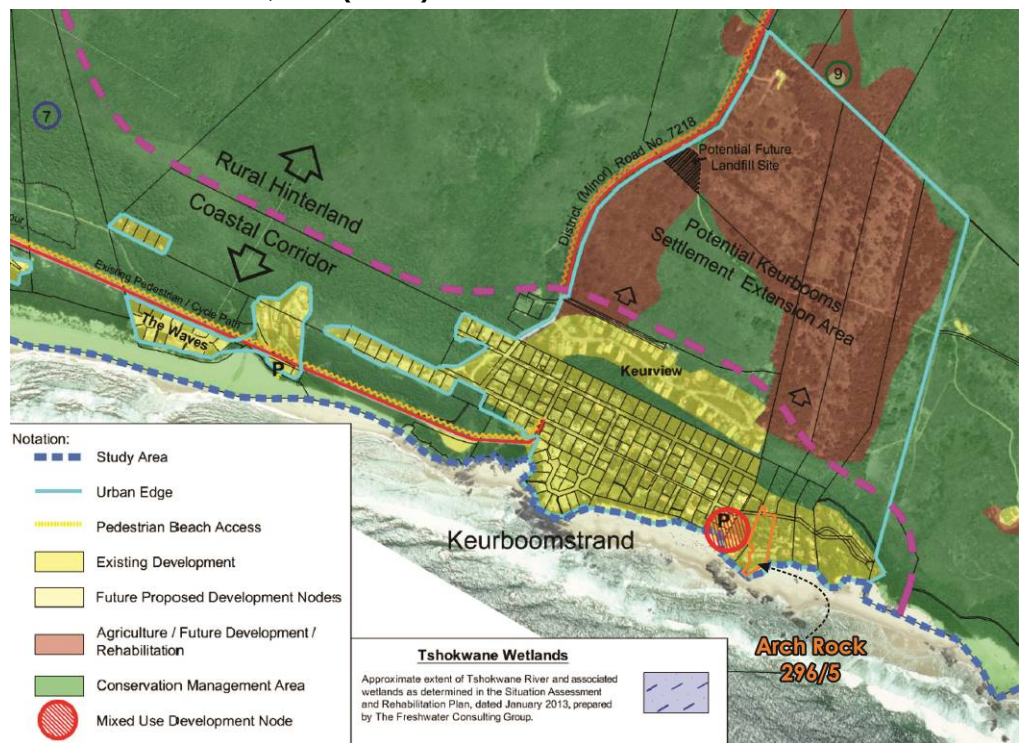 7
9
Rural Hinterland
Coastal Corridor
District (Minor) Road No. 7218
Potential Future
Landfill Site
Potential Keurbooms
Settlement Extension Area
Existing Pedestrian / Cycle Path
The Waves
P
Keurview
P
Keurboomstrand
Arch Rock
296/5
Notation:
Study Area
Urban Edge
Pedestrian Beach Access
Existing Development
Future Proposed Development Nodes
Agriculture / Future Development /
Rehabilitation
Conservation Management Area
Mixed Use Development Node
Tshokwane Wetlands
Approximate extent of Tshokwane River and associated
wetlands as determined in the Situation Assessment
and Rehabilitation Plan, dated January 2013, prepared
by The Freshwater Consulting Group.